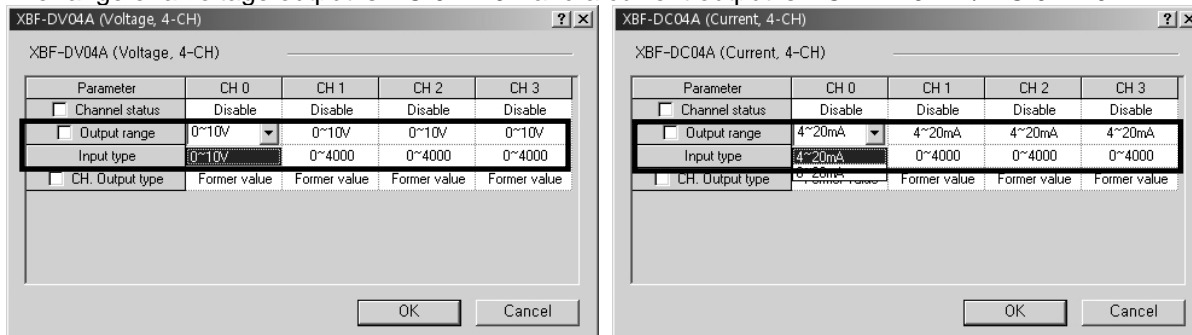 XBF-DV04A (Voltage, 4-CH)
XBF-DV04A (Voltage, 4-CH)
Parameter CH 0 CH 1 CH 2 CH 3
Channel status Disable Disable Disable Disable
Output range 0~10V 0~10V 0~10V 0~10V
Input type 0~10V 0~4000 0~4000 0~4000
CH. Output type Former value Former value Former value Former value
OK Cancel
XBF-DC04A (Current, 4-CH)
XBF-DC04A (Current, 4-CH)
Parameter CH 0 CH 1 CH 2 CH 3
Channel status Disable Disable Disable Disable
Output range 4~20mA 4~20mA 4~20mA 4~20mA
Input type 4~20mA 0~4000 0~4000 0~4000
0~20mA
CH. Output type Former value Former value Former value Former value
OK Cancel